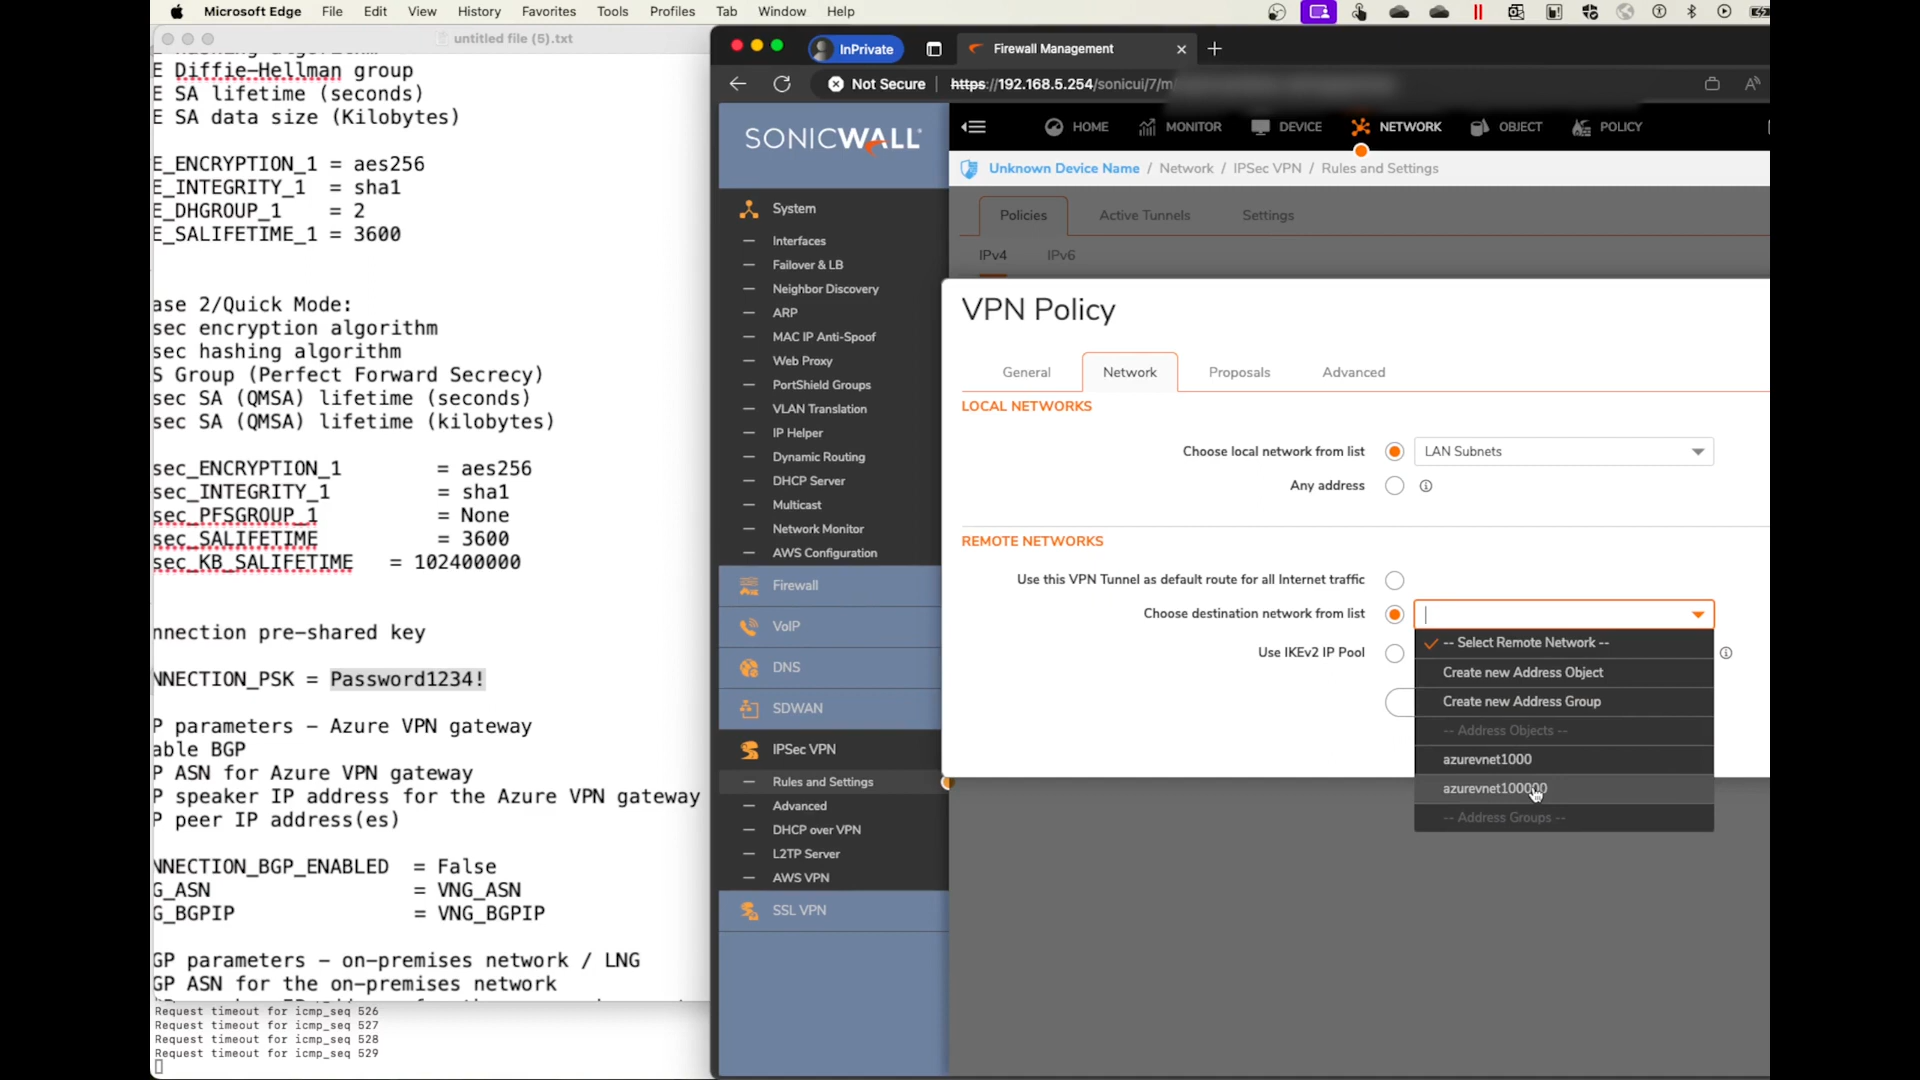 Microsoft Edge File Edit View History Favorites Tools Profiles Tab Window Help
untitled file (5).txt
E Diffie-Hellman group
E SA lifetime (seconds)
E SA data size (Kilobytes)
E_ENCRYPTION_1 = aes256
E_INTEGRITY_1 = sha1
E_DHGROUP_1 = 2
E_SALIFETIME_1 = 3600
ase 2/Quick Mode:
sec encryption algorithm
sec hashing algorithm
S Group (Perfect Forward Secrecy)
sec SA (QMSA) lifetime (seconds)
sec SA (QMSA) lifetime (kilobytes)
sec_ENCRYPTION_1 = aes256
sec_INTEGRITY_1 = sha1
sec_PFSGROUP_1 = None
sec_SALIFETIME = 3600
sec_KB_SALIFETIME = 102400000
nnection pre-shared key
NNECTION_PSK = Password1234!
P parameters - Azure VPN gateway
able BGP
P ASN for Azure VPN gateway
P speaker IP address for the Azure VPN gateway
P peer IP address(es)
NNECTION_BGP_ENABLED = False
G_ASN = VNG_ASN
G_BGPIP = VNG_BGPIP
GP parameters - on-premises network / LNG
GP ASN for the on-premises network
Request timeout for icmp_seq 526
Request timeout for icmp_seq 527
Request timeout for icmp_seq 528
Request timeout for icmp_seq 529
InPrivate
Firewall Management
Not Secure
https://192.168.5.254/sonicui/7/m
SONICWALL
HOME MONITOR DEVICE NETWORK OBJECT POLICY
Unknown Device Name / Network / IPSec VPN / Rules and Settings
System
Interfaces
Failover & LB
Neighbor Discovery
ARP
MAC IP Anti-Spoof
Web Proxy
PortShield Groups
VLAN Translation
IP Helper
Dynamic Routing
DHCP Server
Multicast
Network Monitor
AWS Configuration
Firewall
VoIP
DNS
SDWAN
IPSec VPN
Rules and Settings
Advanced
DHCP over VPN
L2TP Server
AWS VPN
SSL VPN
Policies Active Tunnels Settings
IPv4 IPv6
VPN Policy
General Network Proposals Advanced
LOCAL NETWORKS
Choose local network from list LAN Subnets
Any address
REMOTE NETWORKS
Use this VPN Tunnel as default route for all Internet traffic
Choose destination network from list
Use IKEv2 IP Pool
-- Select Remote Network --
Create new Address Object
Create new Address Group
-- Address Objects --
azurevnet1000
azurevnet100000
-- Address Groups --